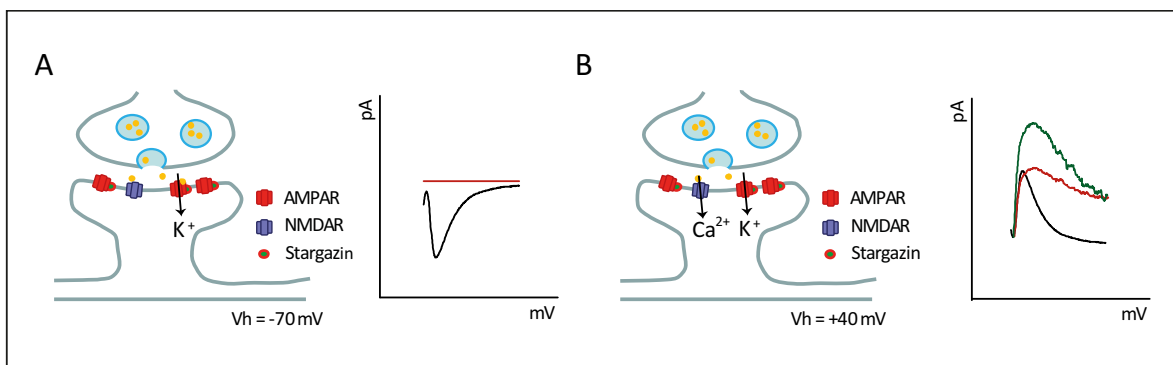 A
pA
AMPAR
NMDAR
Stargazin
K+
mV
Vh = -70 mV
B
pA
AMPAR
NMDAR
Stargazin
Ca2+
K+
mV
Vh = +40 mV